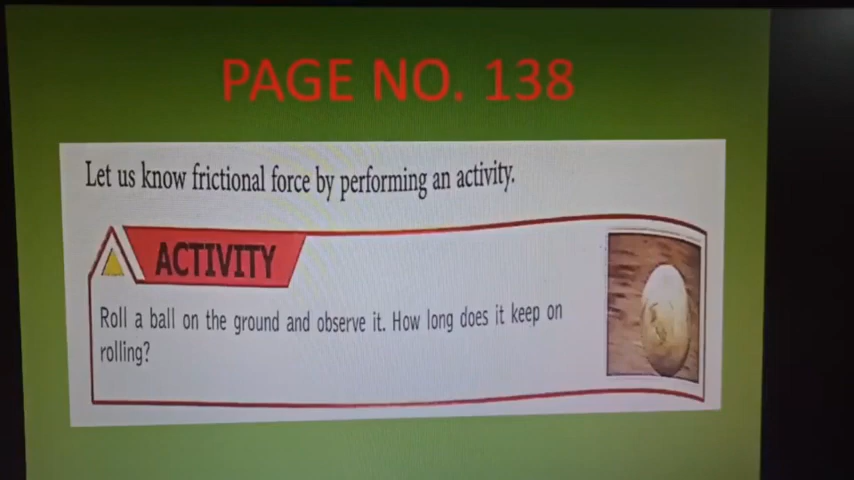 PAGE NO. 138
Let us know frictional force by performing an activity.
ACTIVITY
Roll a ball on the ground and observe it. How long does it keep on
rolling?